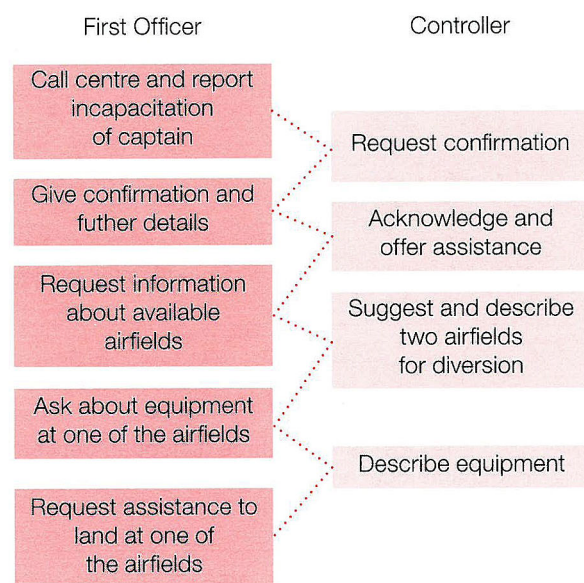 First Officer
Controller
Call centre and report
incapacitation
of captain
Request confirmation
Give confirmation and
futher details
Acknowledge and
offer assistance
Request information
about available
airfields
Suggest and describe
two airfields
for diversion
Ask about equipment
at one of the airfields
Describe equipment
Request assistance to
land at one of
the airfields